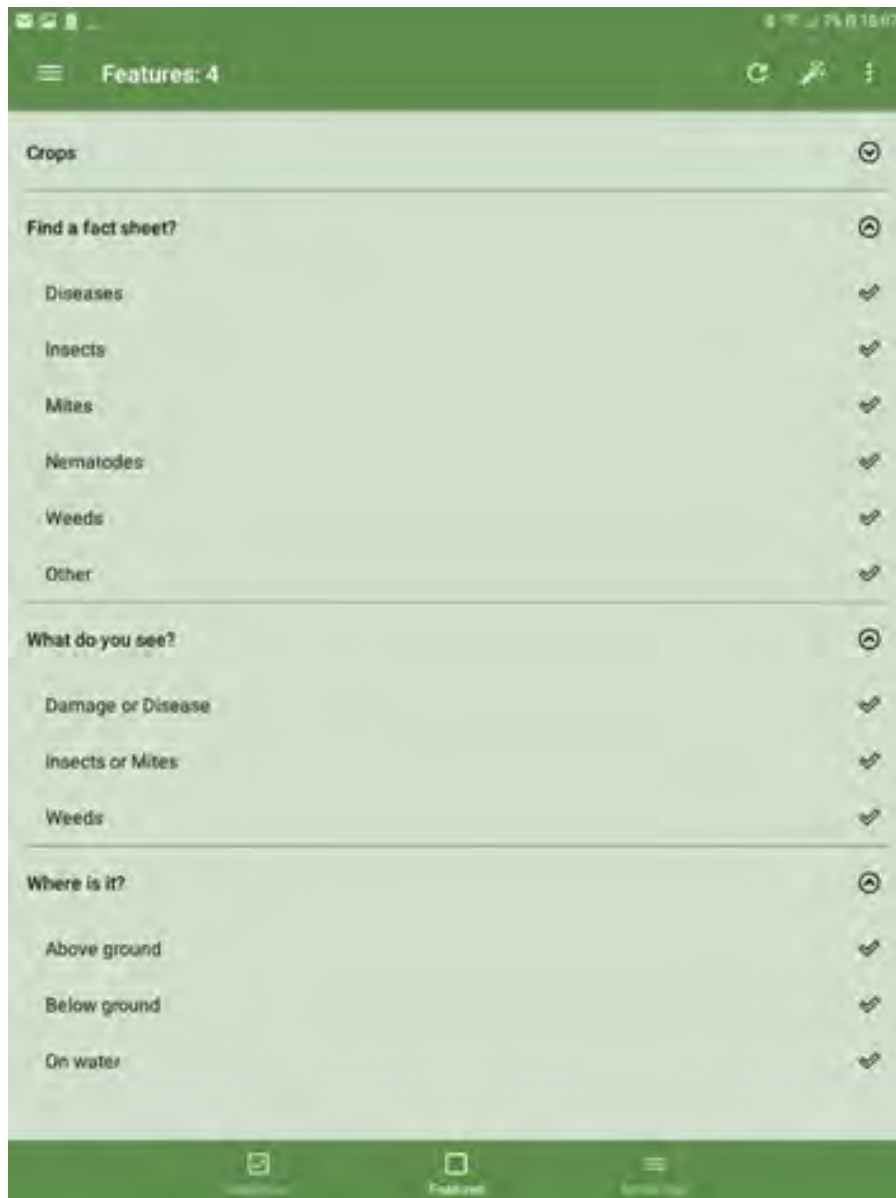 Features: 4
Crops
Find a fact sheet?
Diseases
Insects
Mites
Nematodes
Weeds
Other
What do you see?
Damage or Disease
Insects or Mites
Weeds
Where is it?
Above ground
Below ground
On water
Features